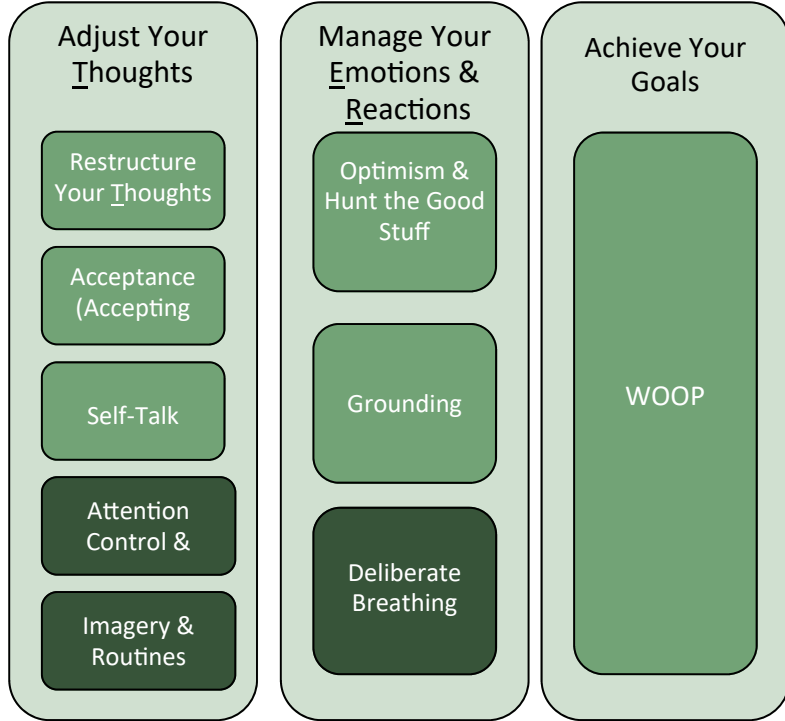 Adjust Your
Thoughts
Restructure
Your Thoughts
Acceptance
(Accepting
Self-Talk
Attention
Control &
Imagery &
Routines
Manage Your
Emotions &
Reactions
Optimism &
Hunt the Good
Stuff
Grounding
Deliberate
Breathing
Achieve Your
Goals
WOOP